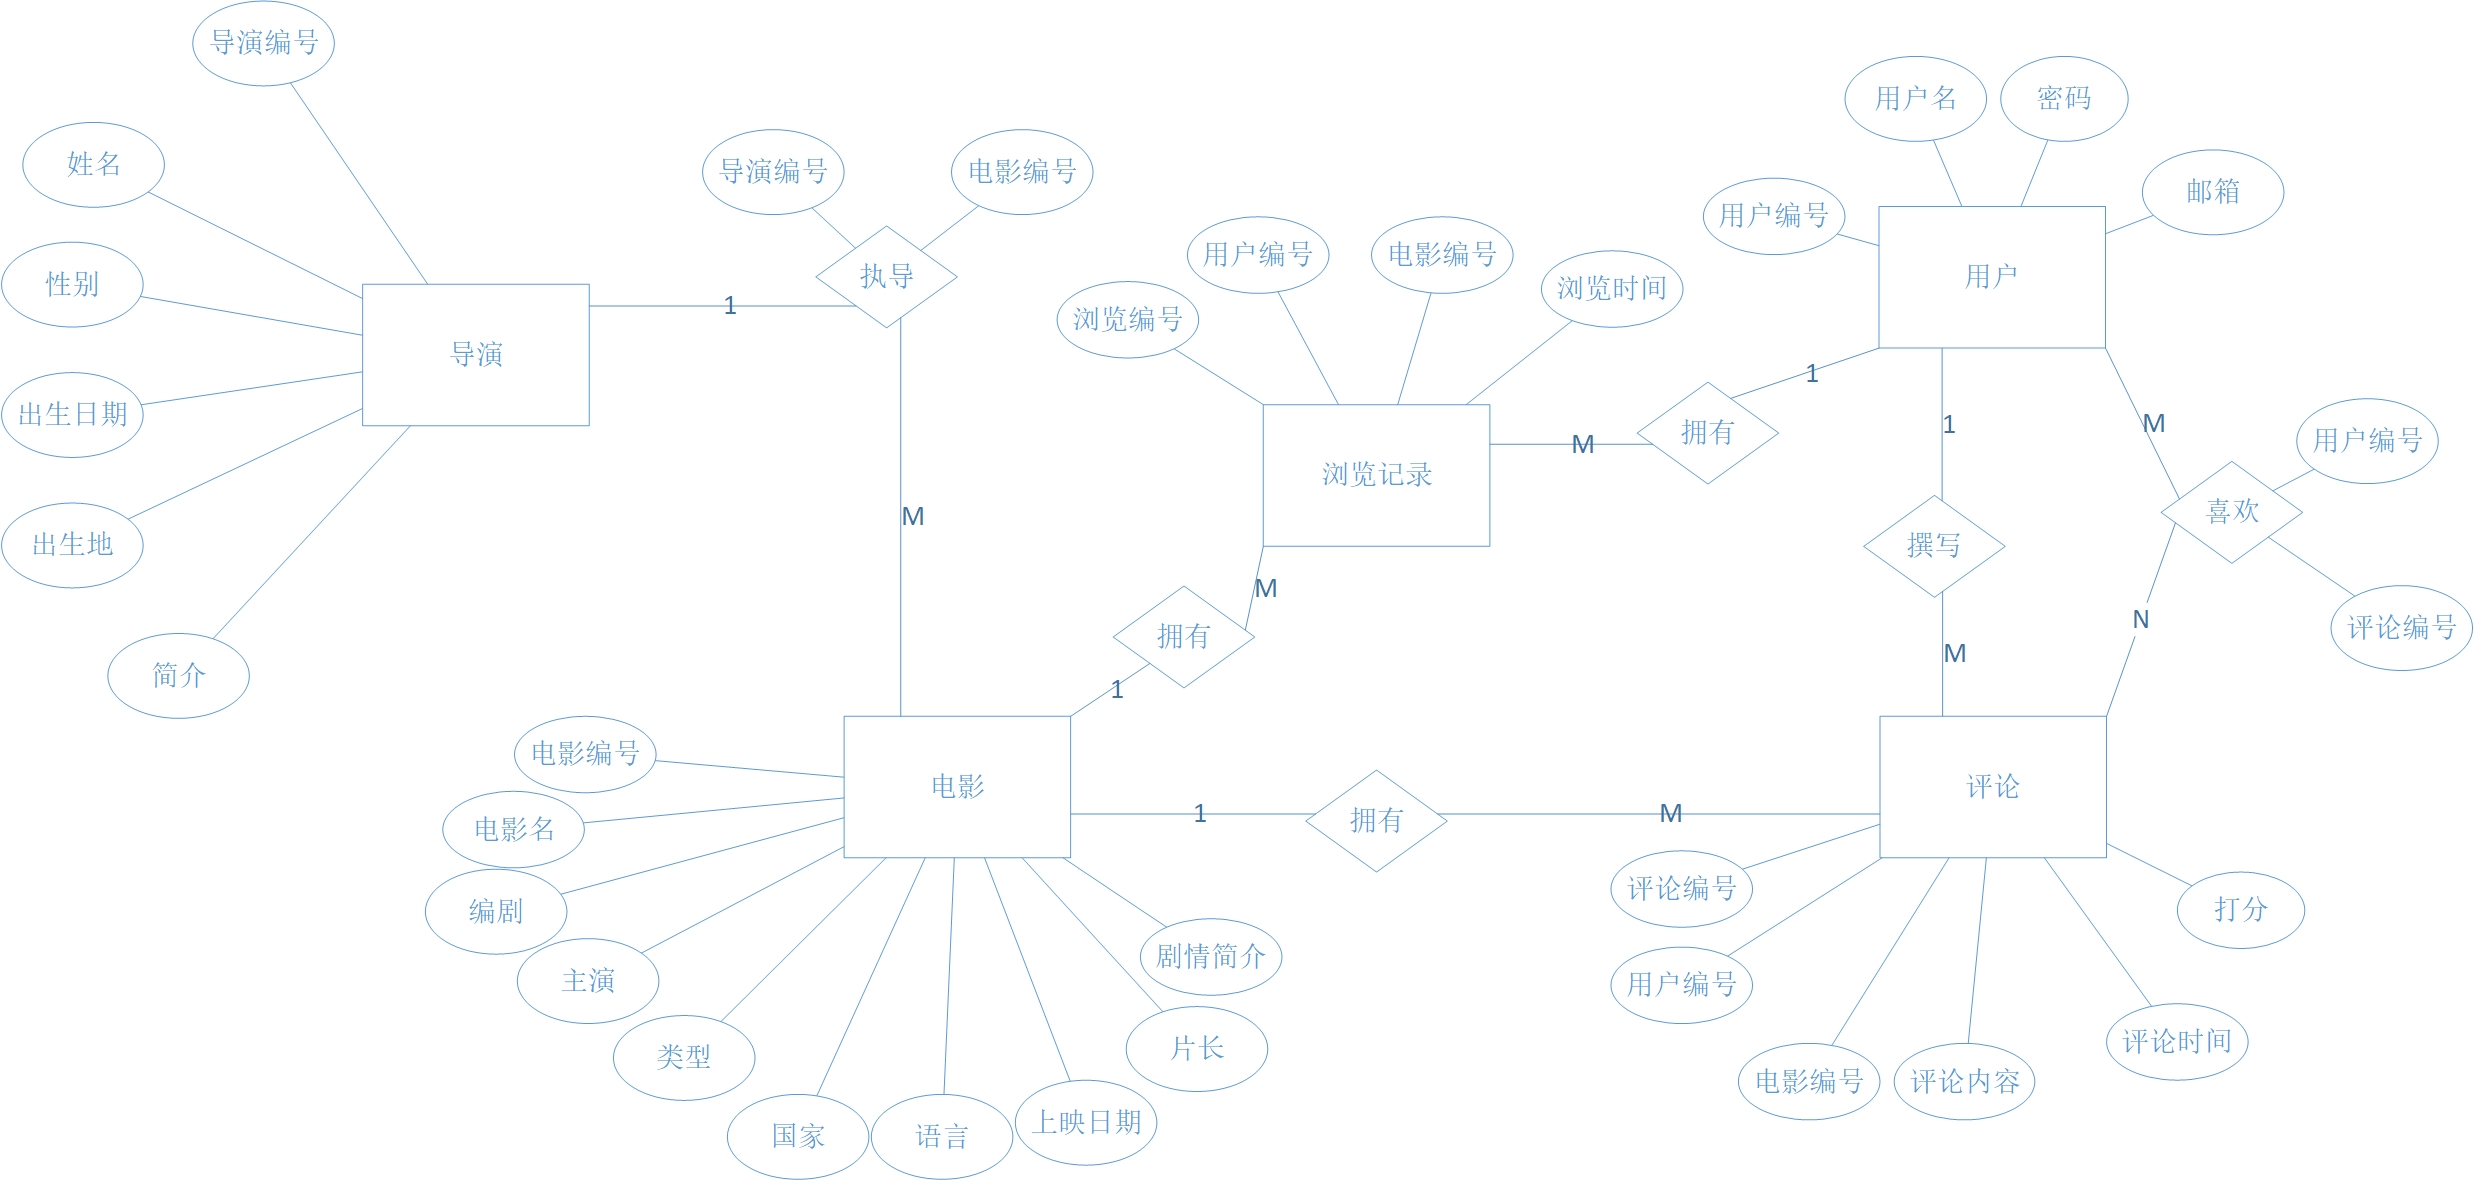 导演编号
姓名
性别
出生日期
出生地
简介
导演
1
导演编号
电影编号
执导
M
浏览编号
用户编号
电影编号
浏览时间
浏览记录
M
拥有
1
用户编号
用户名
密码
邮箱
用户
1
撰写
M
M
喜欢
用户编号
评论编号
N
M
拥有
1
电影编号
电影名
编剧
主演
类型
国家
语言
上映日期
片长
剧情简介
电影
1
拥有
M
评论
评论编号
用户编号
电影编号
评论内容
评论时间
打分